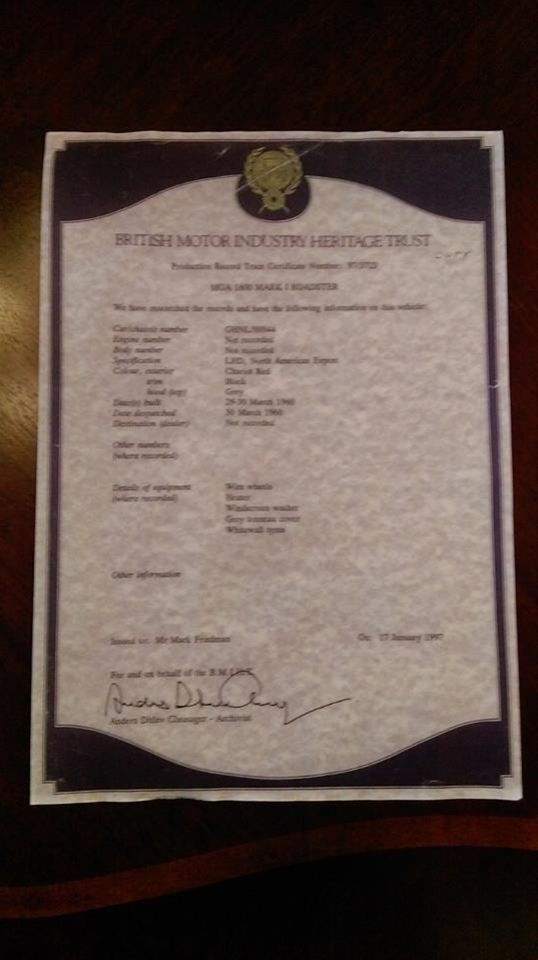 BRITISH MOTOR INDUSTRY HERITAGE TRUST
Production Record Trace Certificate Number: 97/
MGA 1600 MARK I ROADSTER
We have researched the records and have the following information on this vehicle:
Car/chassis number
Engine number Not recorded
Body number Not recorded
Specification LHD, North American Export
Colour, exterior Chariot Red
trim Black
hood (top) Grey
Date(s) built 29-30 March 1960
Date despatched 30 March 1960
Destination (dealer) Not recorded
Other numbers
(where recorded)
Details of equipment Wire wheels
(where recorded) Heater
Windscreen washer
Grey tonneau cover
Whitewall tyres
Other information
Issued to: Mr Mark Friedman On: 17 January 1997
For and on behalf of the B.M.I.H.T.
Anders Ditlev Clausager - Archivist